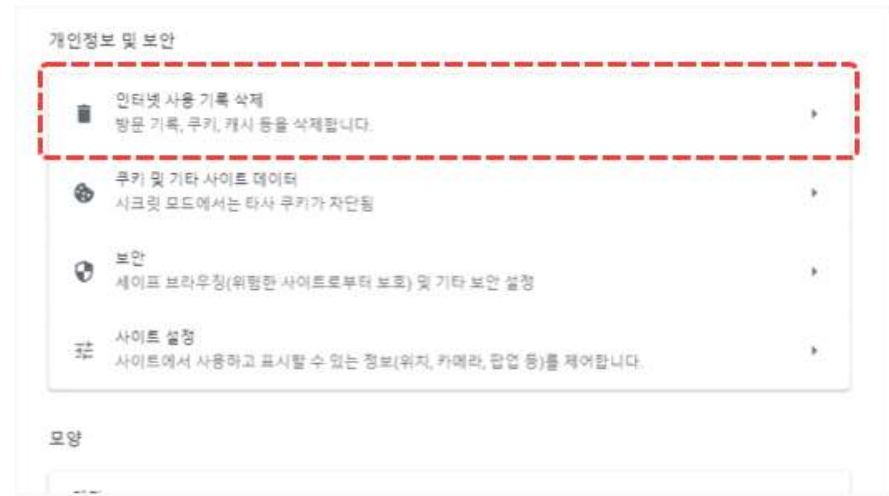 개인정보 및 보안
인터넷 사용 기록 삭제
방문 기록, 쿠키, 캐시 등을 삭제합니다.
쿠키 및 기타 사이트 데이터
시크릿 모드에서는 타사 쿠키가 차단됨
보안
세이프 브라우징(위험한 사이트로부터 보호) 및 기타 보안 설정
사이트 설정
사이트에서 사용하고 표시할 수 있는 정보(위치, 카메라, 팝업 등)를 제어합니다.
모양